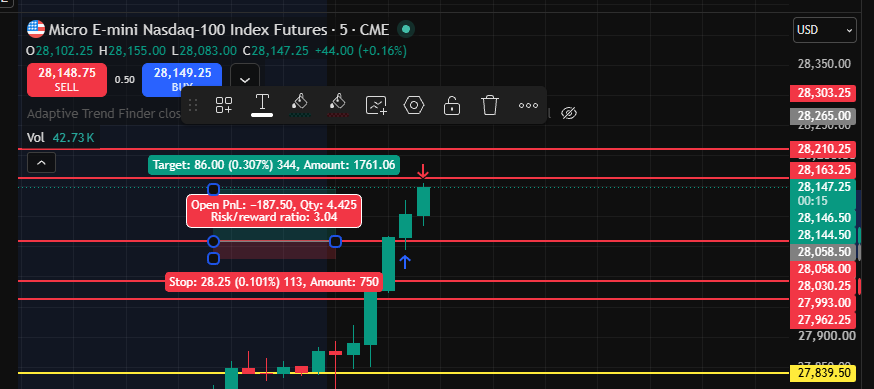 Micro E-mini Nasdaq-100 Index Futures · 5 · CME
O28,102.25 H28,155.00 L28,083.00 C28,147.25 +44.00 (+0.16%)
28,148.75
SELL
0.50
28,149.25
BUY
T
Adaptive Trend Finder clos
Vol 42.73 K
Target: 86.00 (0.307%) 344, Amount: 1761.06
Open PnL: −187.50, Qty: 4.425
Risk/reward ratio: 3.04
Stop: 28.25 (0.101%) 113, Amount: 750
USD
28,350.00
28,303.25
28,265.00
28,210.25
28,163.25
28,147.25
00:15
28,146.50
28,144.50
28,058.50
28,058.00
28,030.25
27,993.00
27,962.25
27,900.00
27,839.50